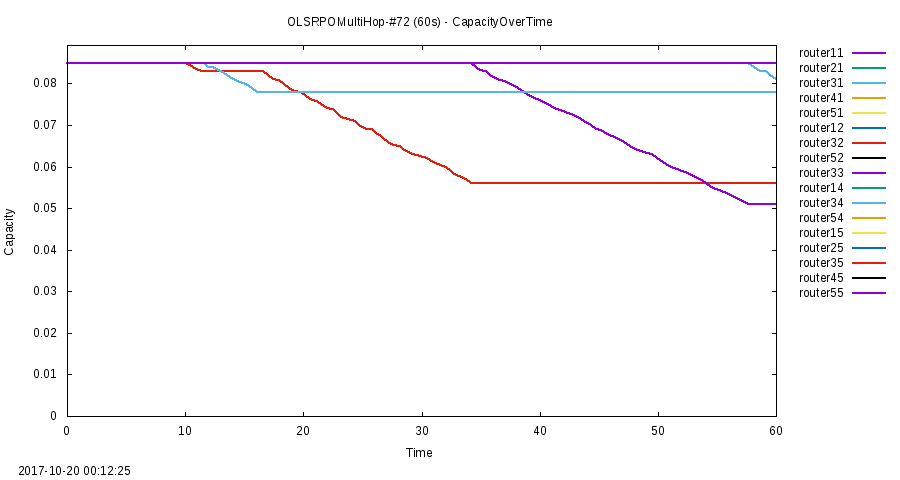 OLSRPOMultiHop-#72 (60s) - CapacityOverTime
router11
router21
router31
router41
router51
router12
router32
router52
router33
router14
router34
router54
router15
router25
router35
router45
router55
Capacity
0.08
0.07
0.06
0.05
0.04
0.03
0.02
0.01
0
0 10 20 30 40 50 60
Time
2017-10-20 00:12:25